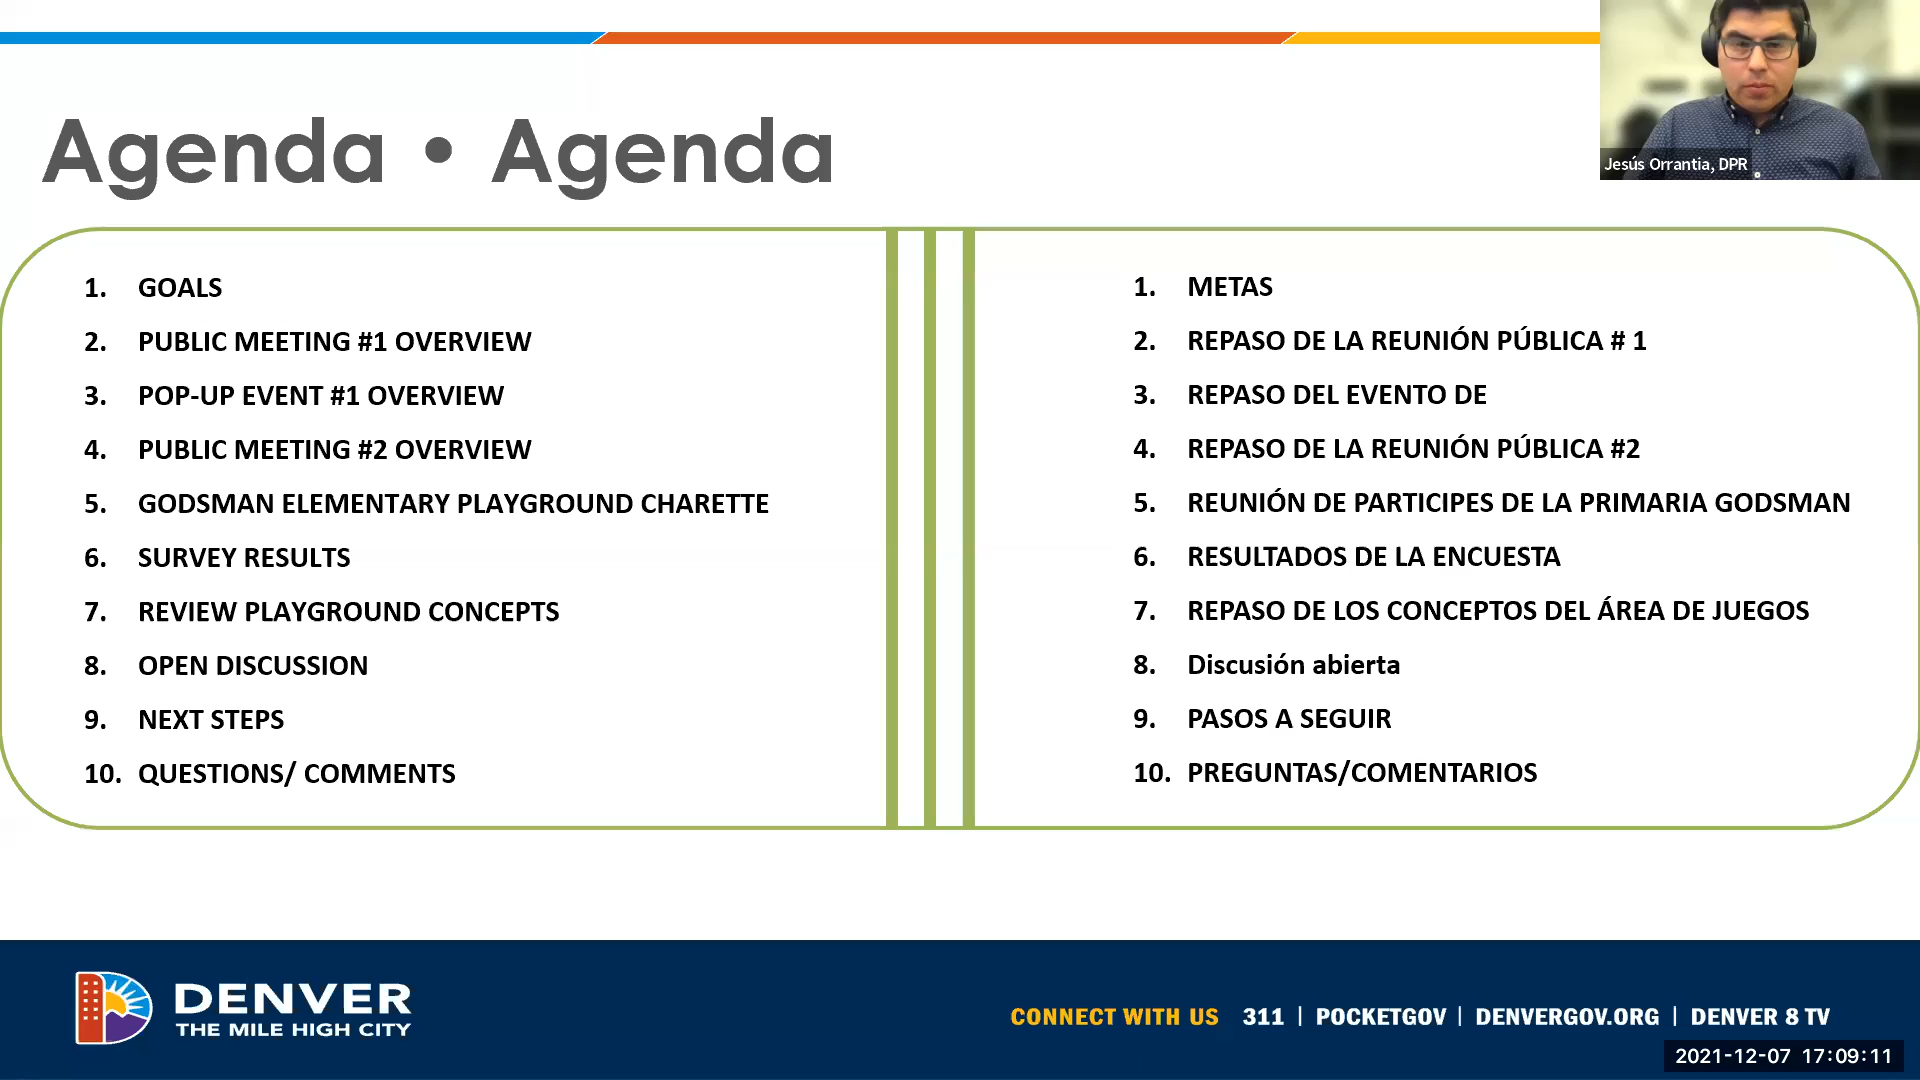 Agenda • Agenda
Jesús Orrantia, DPR
1. GOALS
2. PUBLIC MEETING #1 OVERVIEW
3. POP-UP EVENT #1 OVERVIEW
4. PUBLIC MEETING #2 OVERVIEW
5. GODSMAN ELEMENTARY PLAYGROUND CHARETTE
6. SURVEY RESULTS
7. REVIEW PLAYGROUND CONCEPTS
8. OPEN DISCUSSION
9. NEXT STEPS
10. QUESTIONS/ COMMENTS
1. METAS
2. REPASO DE LA REUNIÓN PÚBLICA # 1
3. REPASO DEL EVENTO DE
4. REPASO DE LA REUNIÓN PÚBLICA #2
5. REUNIÓN DE PARTICIPES DE LA PRIMARIA GODSMAN
6. RESULTADOS DE LA ENCUESTA
7. REPASO DE LOS CONCEPTOS DEL ÁREA DE JUEGOS
8. Discusión abierta
9. PASOS A SEGUIR
10. PREGUNTAS/COMENTARIOS
DENVER
THE MILE HIGH CITY
CONNECT WITH US 311 | POCKETGOV | DENVERGOV.ORG | DENVER 8 TV
2021-12-07 17:09:11